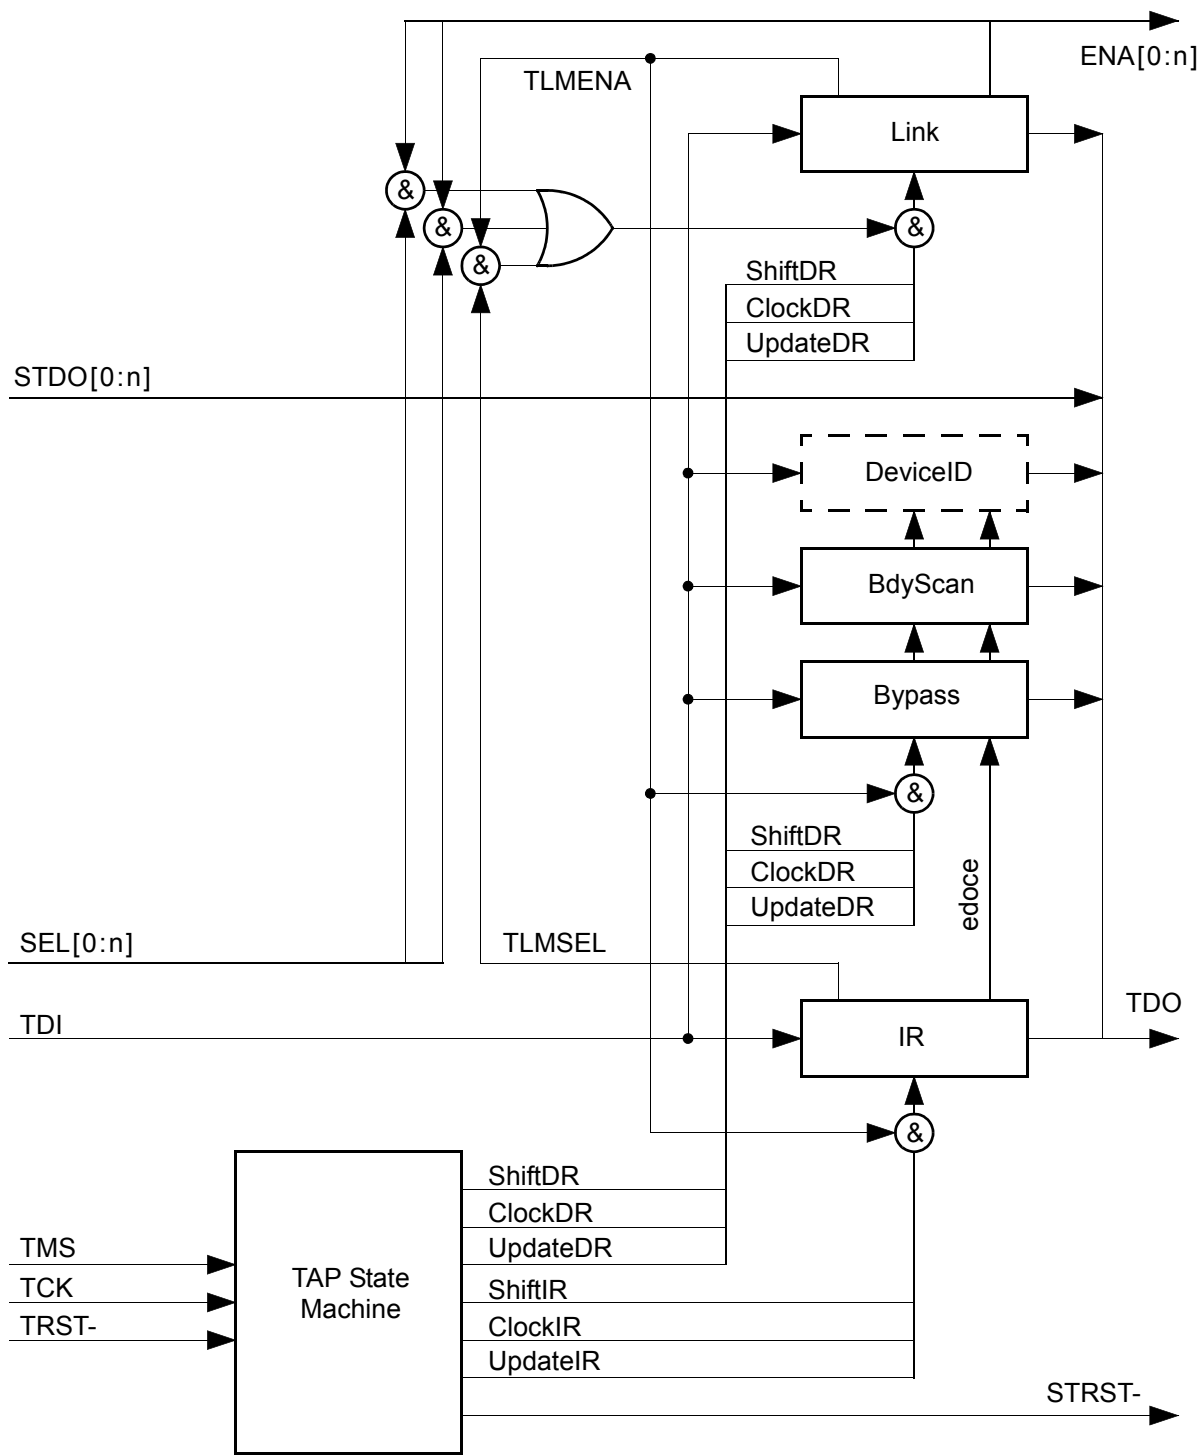 ENA[0:n]
TLMENA
Link
&
&
&
&
ShiftDR
ClockDR
UpdateDR
STDO[0:n]
DeviceID
BdyScan
Bypass
&
ShiftDR
ClockDR
UpdateDR
edoce
SEL[0:n]
TLMSEL
TDI
IR
TDO
&
ShiftDR
ClockDR
UpdateDR
TMS
TCK
TRST-
TAP State
Machine
ShiftIR
ClockIR
UpdateIR
STRST-